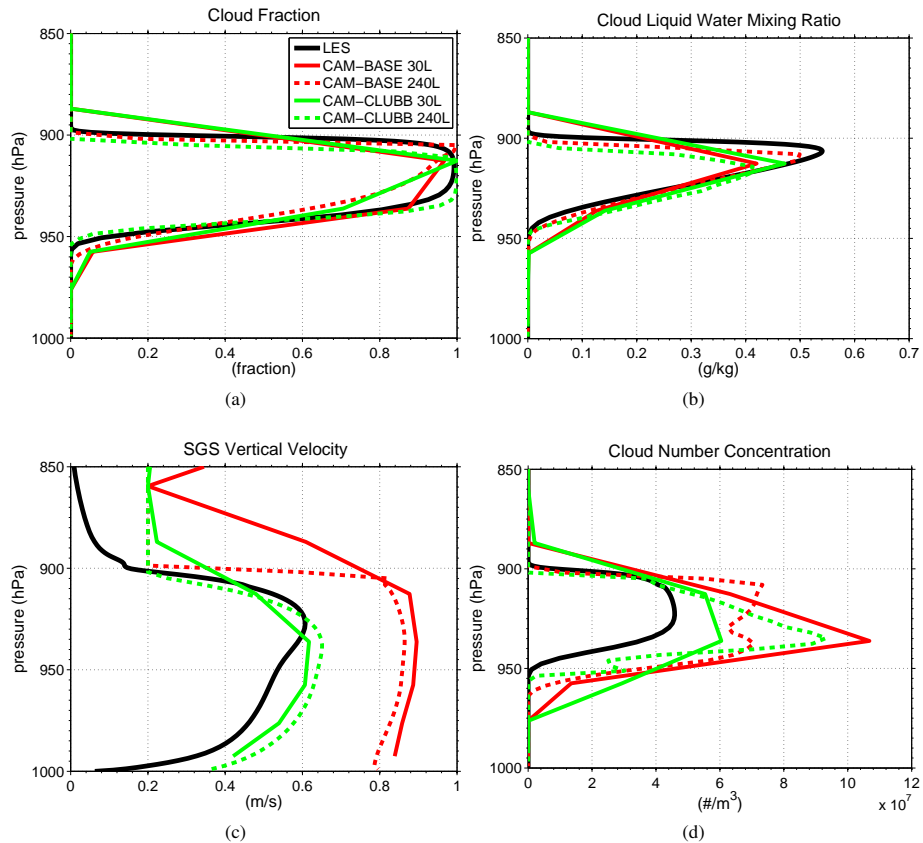 Cloud Fraction
850
900
950
1000
pressure (hPa)
0
0.2
0.4
0.6
0.8
1
(fraction)
LES
CAM−BASE 30L
CAM−BASE 240L
CAM−CLUBB 30L
CAM−CLUBB 240L
(a)
Cloud Liquid Water Mixing Ratio
850
900
950
1000
pressure (hPa)
0
0.1
0.2
0.3
0.4
0.5
0.6
0.7
(g/kg)
(b)
SGS Vertical Velocity
850
900
950
1000
pressure (hPa)
0
0.2
0.4
0.6
0.8
1
(m/s)
(c)
Cloud Number Concentration
850
900
950
1000
pressure (hPa)
0
2
4
6
8
10
12
x 10⁷
(#/m³)
(d)